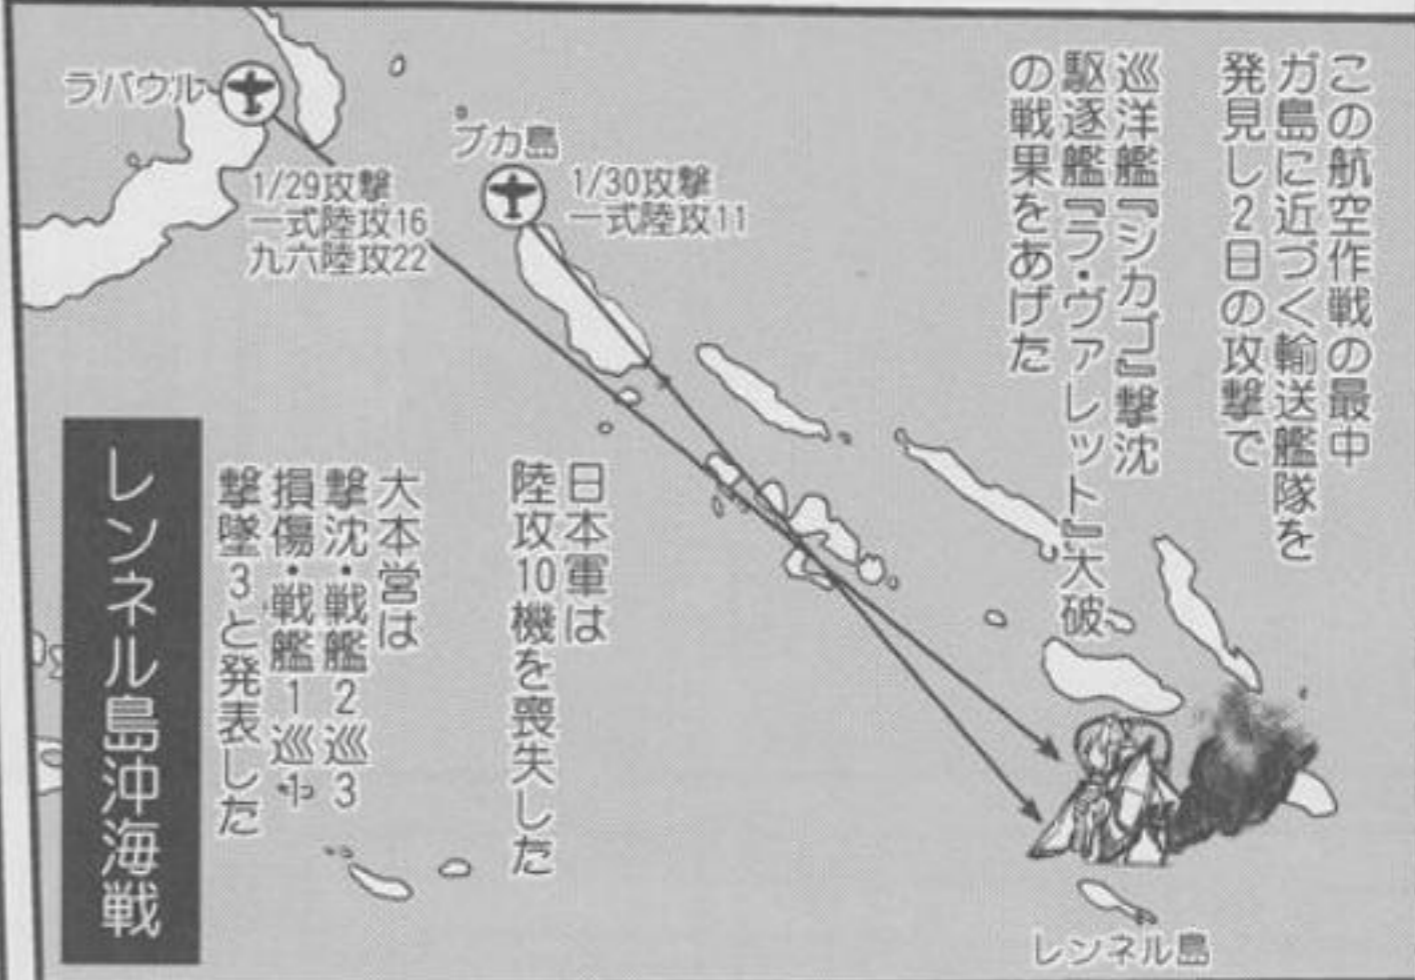 この航空作戦の最中
ガ島に近づく輸送艦隊を
発見し2日の攻撃で
巡洋艦『シカゴ』撃沈
駆逐艦『ラ・ヴァレット』大破
の戦果をあげた
ブカ島
1/30攻撃
一式陸攻11
ラバウル
1/29攻撃
一式陸攻16
九六陸攻22
日本軍は
陸攻10機を喪失した
大本営は
撃沈・戦艦2巡3
損傷・戦艦1巡1
撃墜3と発表した
レンネル島
レンネル島沖海戦